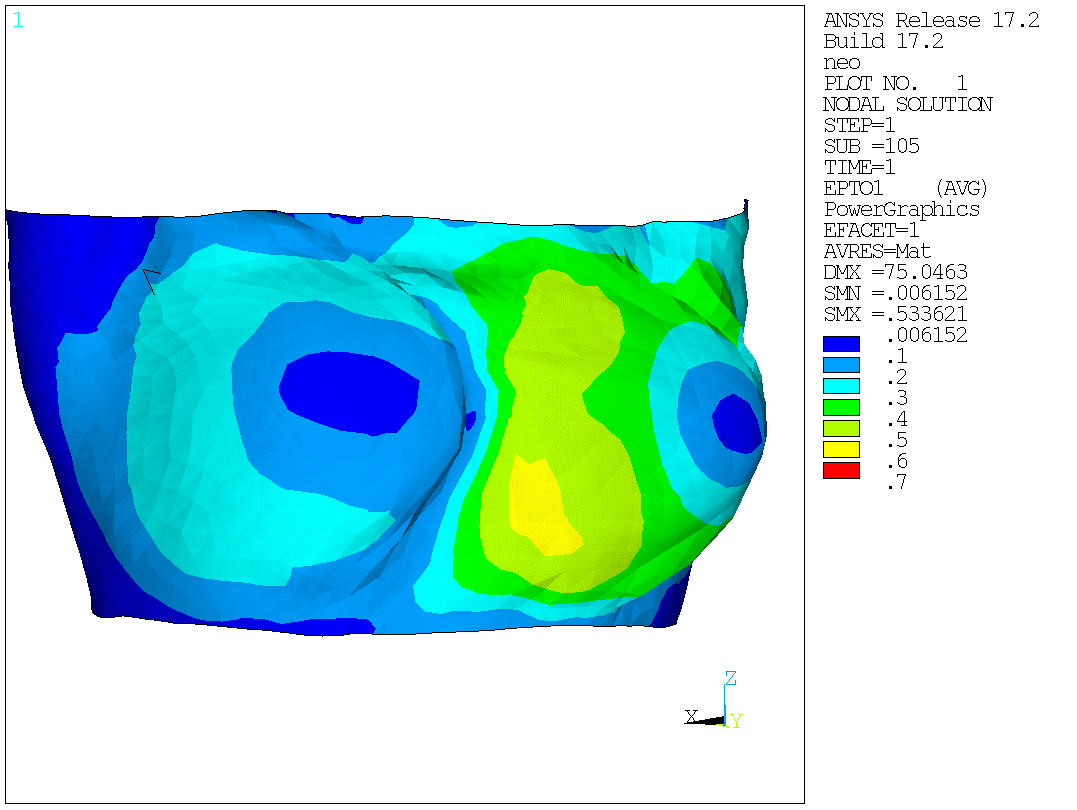 1
ANSYS Release 17.2
Build 17.2
neo
PLOT NO. 1
NODAL SOLUTION
STEP=1
SUB =105
TIME=1
EPTO1 (AVG)
PowerGraphics
EFACET=1
AVRES=Mat
DMX =75.0463
SMN =.006152
SMX =.533621
.006152
.1
.2
.3
.4
.5
.6
.7
Z
X
Y